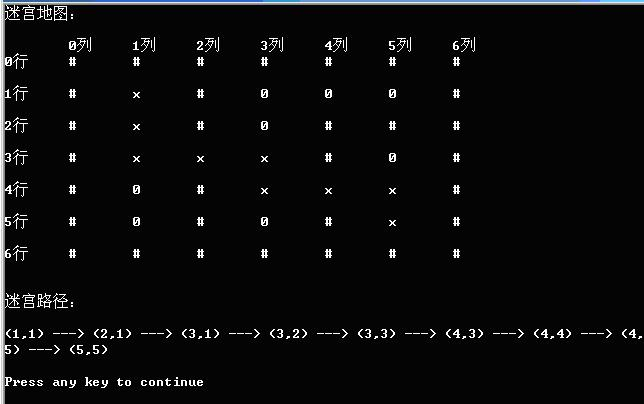 迷宫地图：
0列 1列 2列 3列 4列 5列 6列
0行 # # # # # # #
1行 # x # 0 0 0 #
2行 # x # 0 # # #
3行 # x x x # 0 #
4行 # 0 # x x x #
5行 # 0 # 0 # x #
6行 # # # # # # #
迷宫路径：
(1,1) ---> (2,1) ---> (3,1) ---> (3,2) ---> (3,3) ---> (4,3) ---> (4,4) ---> (4,
5) ---> (5,5)
Press any key to continue